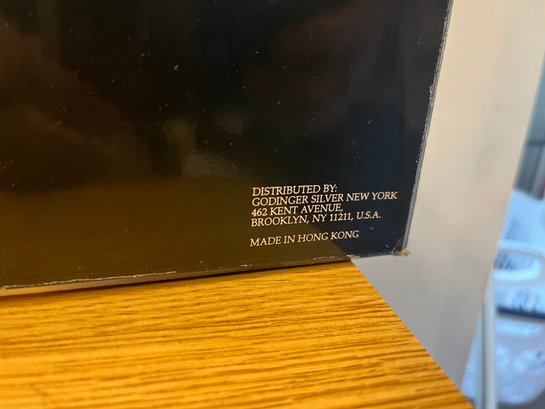 DISTRIBUTED BY:
GODINGER SILVER NEW YORK
462 KENT AVENUE,
BROOKLYN, NY 11211, U.S.A.
MADE IN HONG KONG